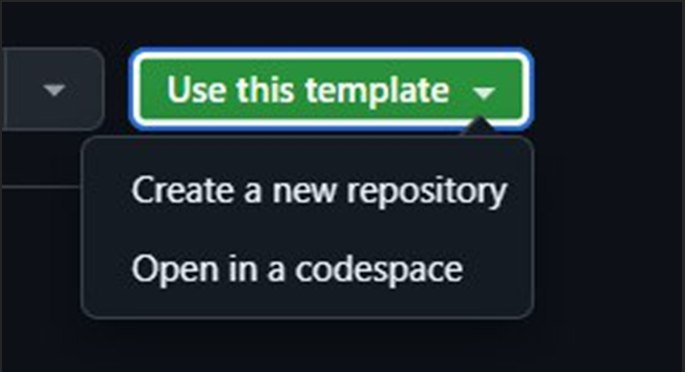 Use this template
Create a new repository
Open in a codespace